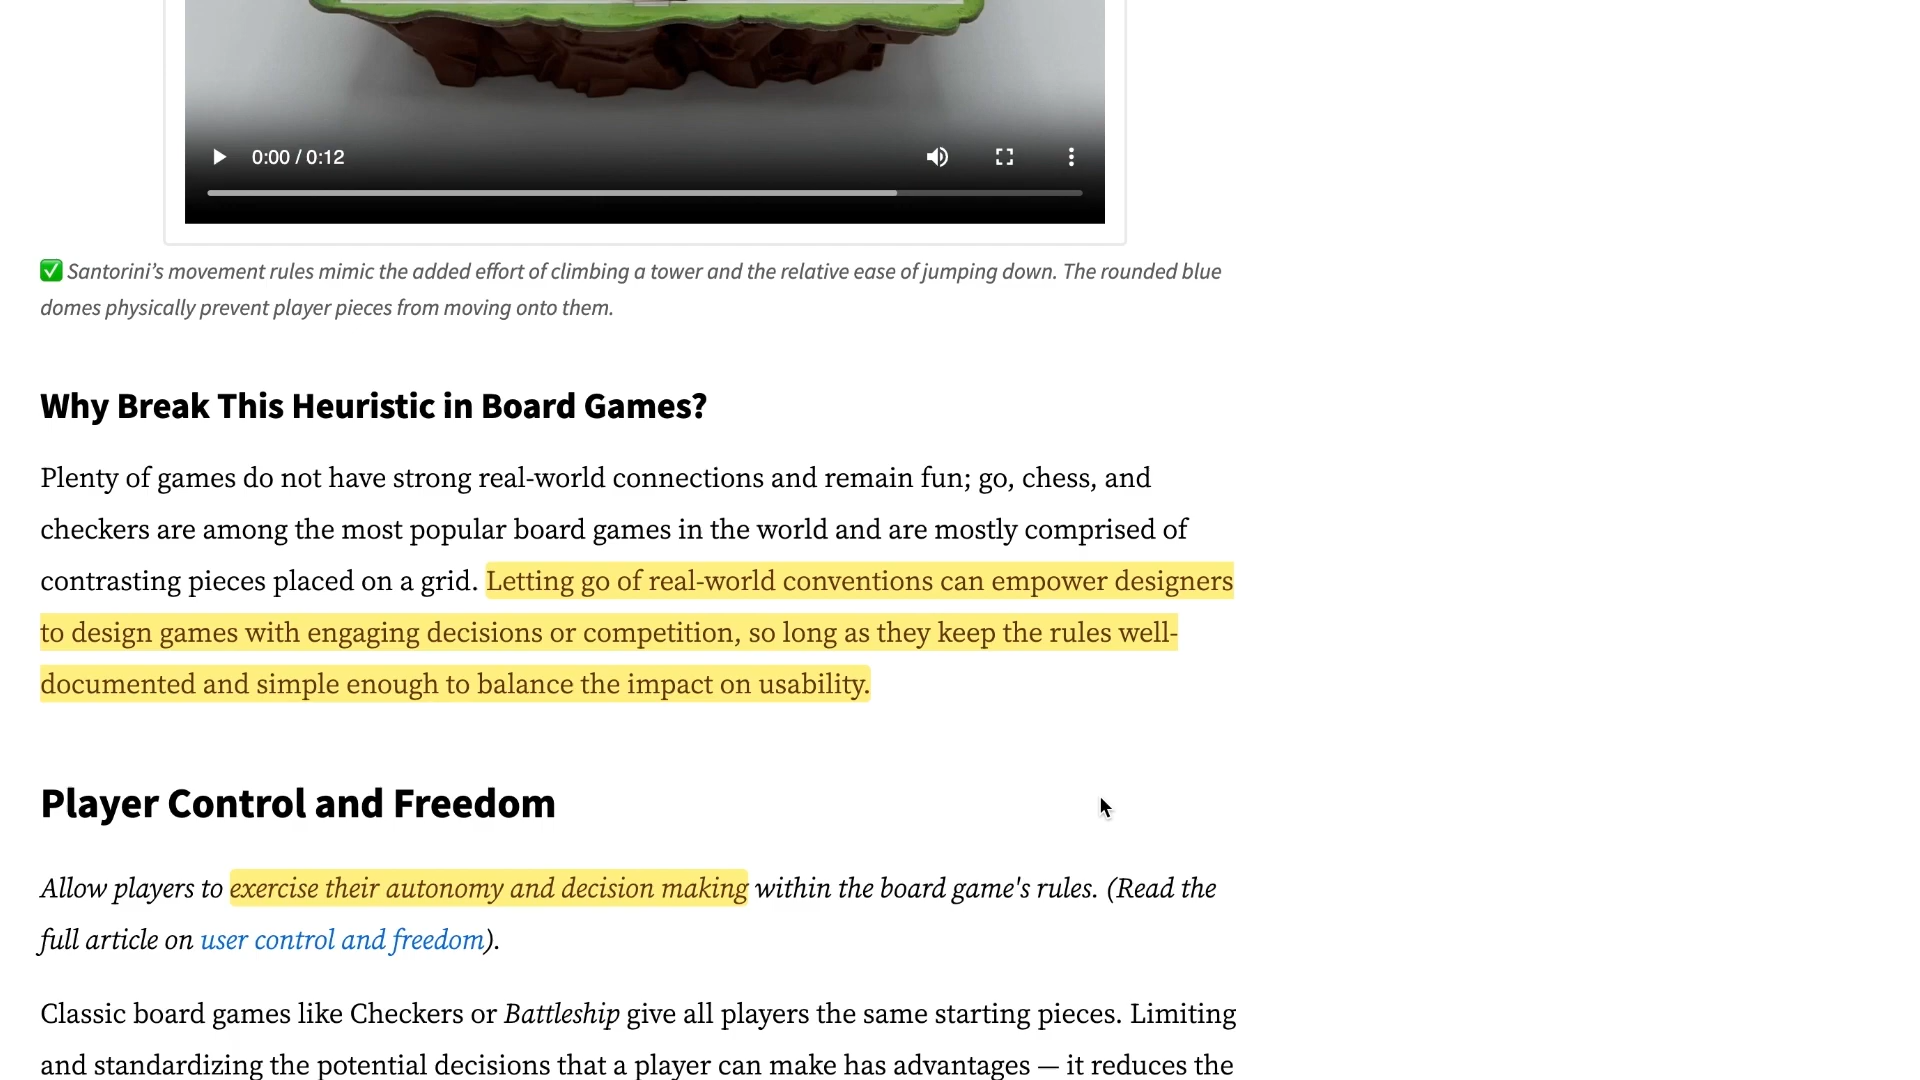 0:00 / 0:12
✅ Santorini’s movement rules mimic the added effort of climbing a tower and the relative ease of jumping down. The rounded blue
domes physically prevent player pieces from moving onto them.
Why Break This Heuristic in Board Games?
Plenty of games do not have strong real-world connections and remain fun; go, chess, and
checkers are among the most popular board games in the world and are mostly comprised of
contrasting pieces placed on a grid. Letting go of real-world conventions can empower designers
to design games with engaging decisions or competition, so long as they keep the rules well-
documented and simple enough to balance the impact on usability.
Player Control and Freedom
Allow players to exercise their autonomy and decision making within the board game's rules. (Read the
full article on user control and freedom).
Classic board games like Checkers or Battleship give all players the same starting pieces. Limiting
and standardizing the potential decisions that a player can make has advantages — it reduces the